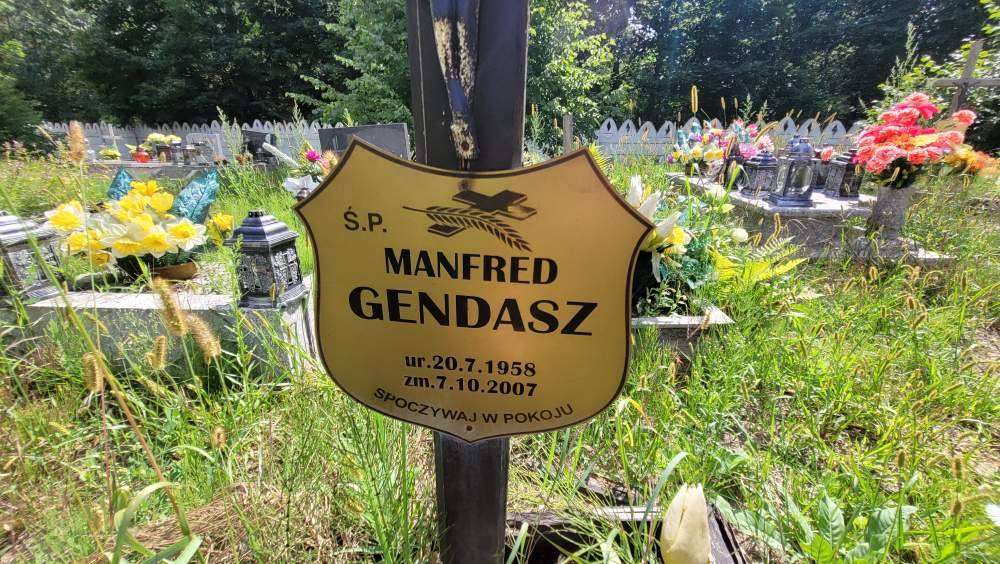 Ś.P.
MANFRED
GENDASZ
ur.20.7.1958
zm.7.10.2007
SPOCZYWAJ W POKOJU